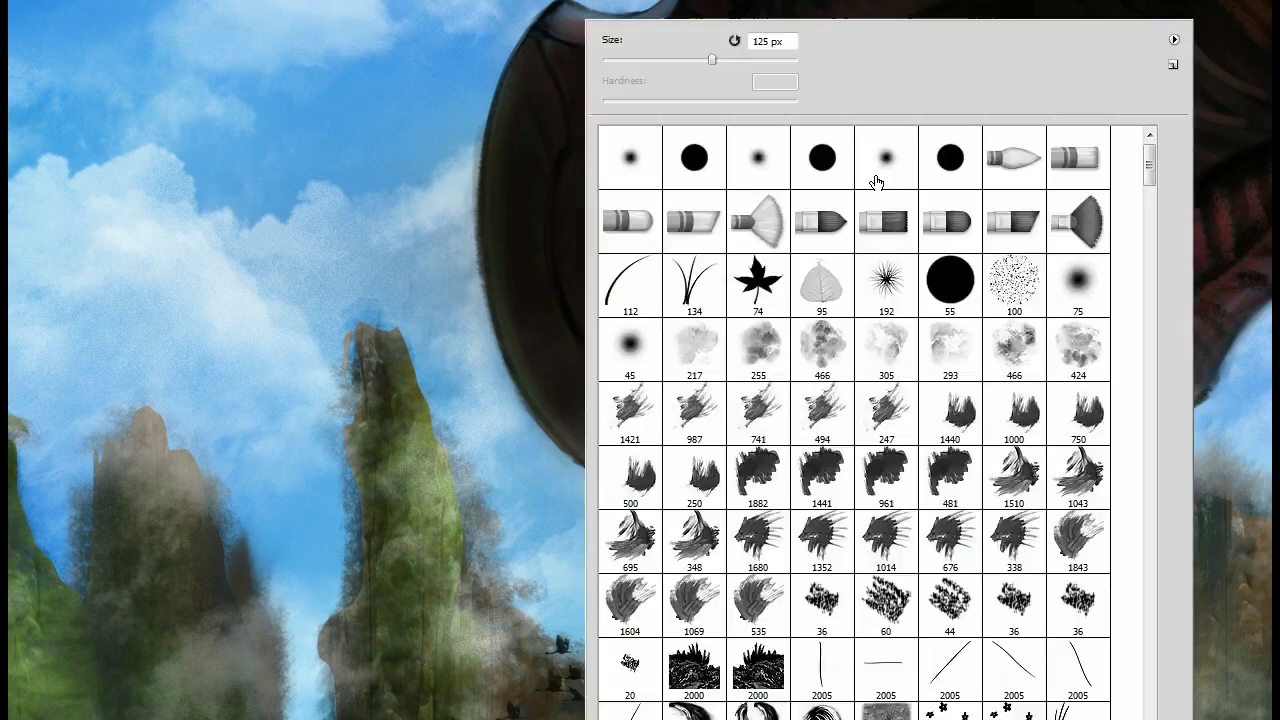 Size:
125 px
Hardness:
112 134 74 95 192 55 100 75
45 217 255 466 305 293 466 424
1421 987 741 494 247 1440 1000 750
500 250 1882 1441 961 481 1510 1043
695 348 1680 1352 1014 676 338 1843
1604 1069 535 36 60 44 36 36
20 2000 2000 2005 2005 2005 2005 2005